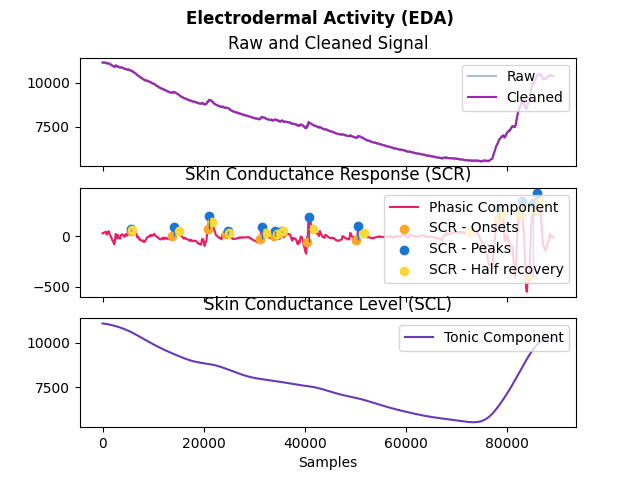 Electrodermal Activity (EDA)
Raw and Cleaned Signal
10000
7500
Raw
Cleaned
Skin Conductance Response (SCR)
0
−500
Phasic Component
SCR - Onsets
SCR - Peaks
SCR - Half recovery
Skin Conductance Level (SCL)
10000
7500
Tonic Component
0 20000 40000 60000 80000
Samples